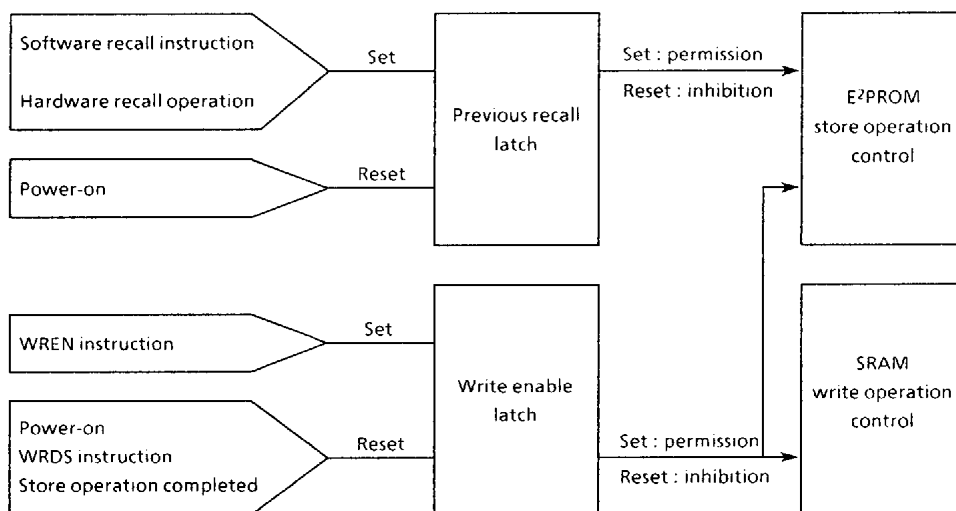 Software recall instruction
Hardware recall operation
Set
Power-on
Reset
Previous recall
latch
Set : permission
Reset : inhibition
E²PROM
store operation
control
WREN instruction
Set
Power-on
WRDS instruction
Store operation completed
Reset
Write enable
latch
Set : permission
Reset : inhibition
SRAM
write operation
control